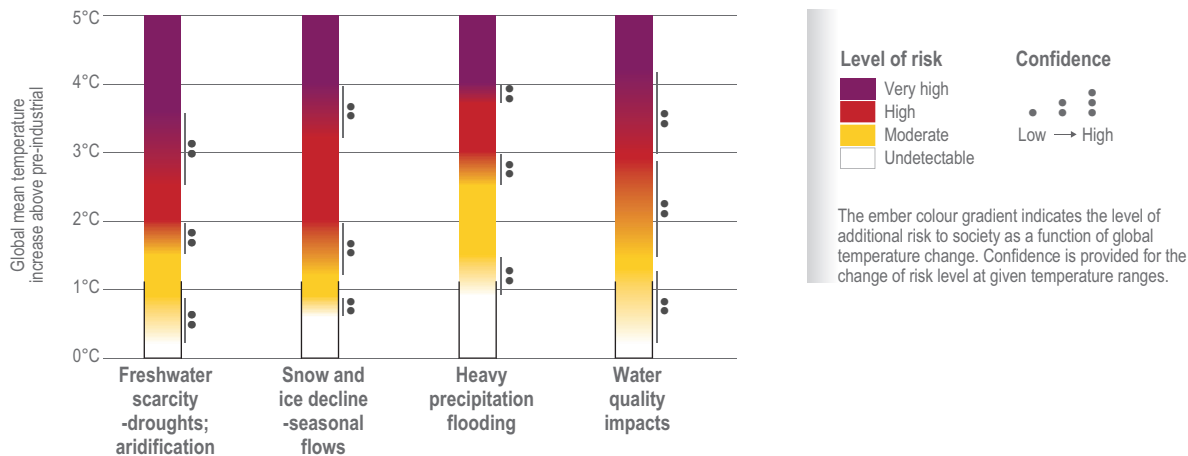 5°C
4°C
3°C
2°C
1°C
0°C
Global mean temperature
increase above pre-industrial
Freshwater
scarcity
-droughts;
aridification
Snow and
ice decline
-seasonal
flows
Heavy
precipitation
flooding
Water
quality
impacts
Level of risk
Very high
High
Moderate
Undetectable
Confidence
Low → High
The ember colour gradient indicates the level of
additional risk to society as a function of global
temperature change. Confidence is provided for the
change of risk level at given temperature ranges.